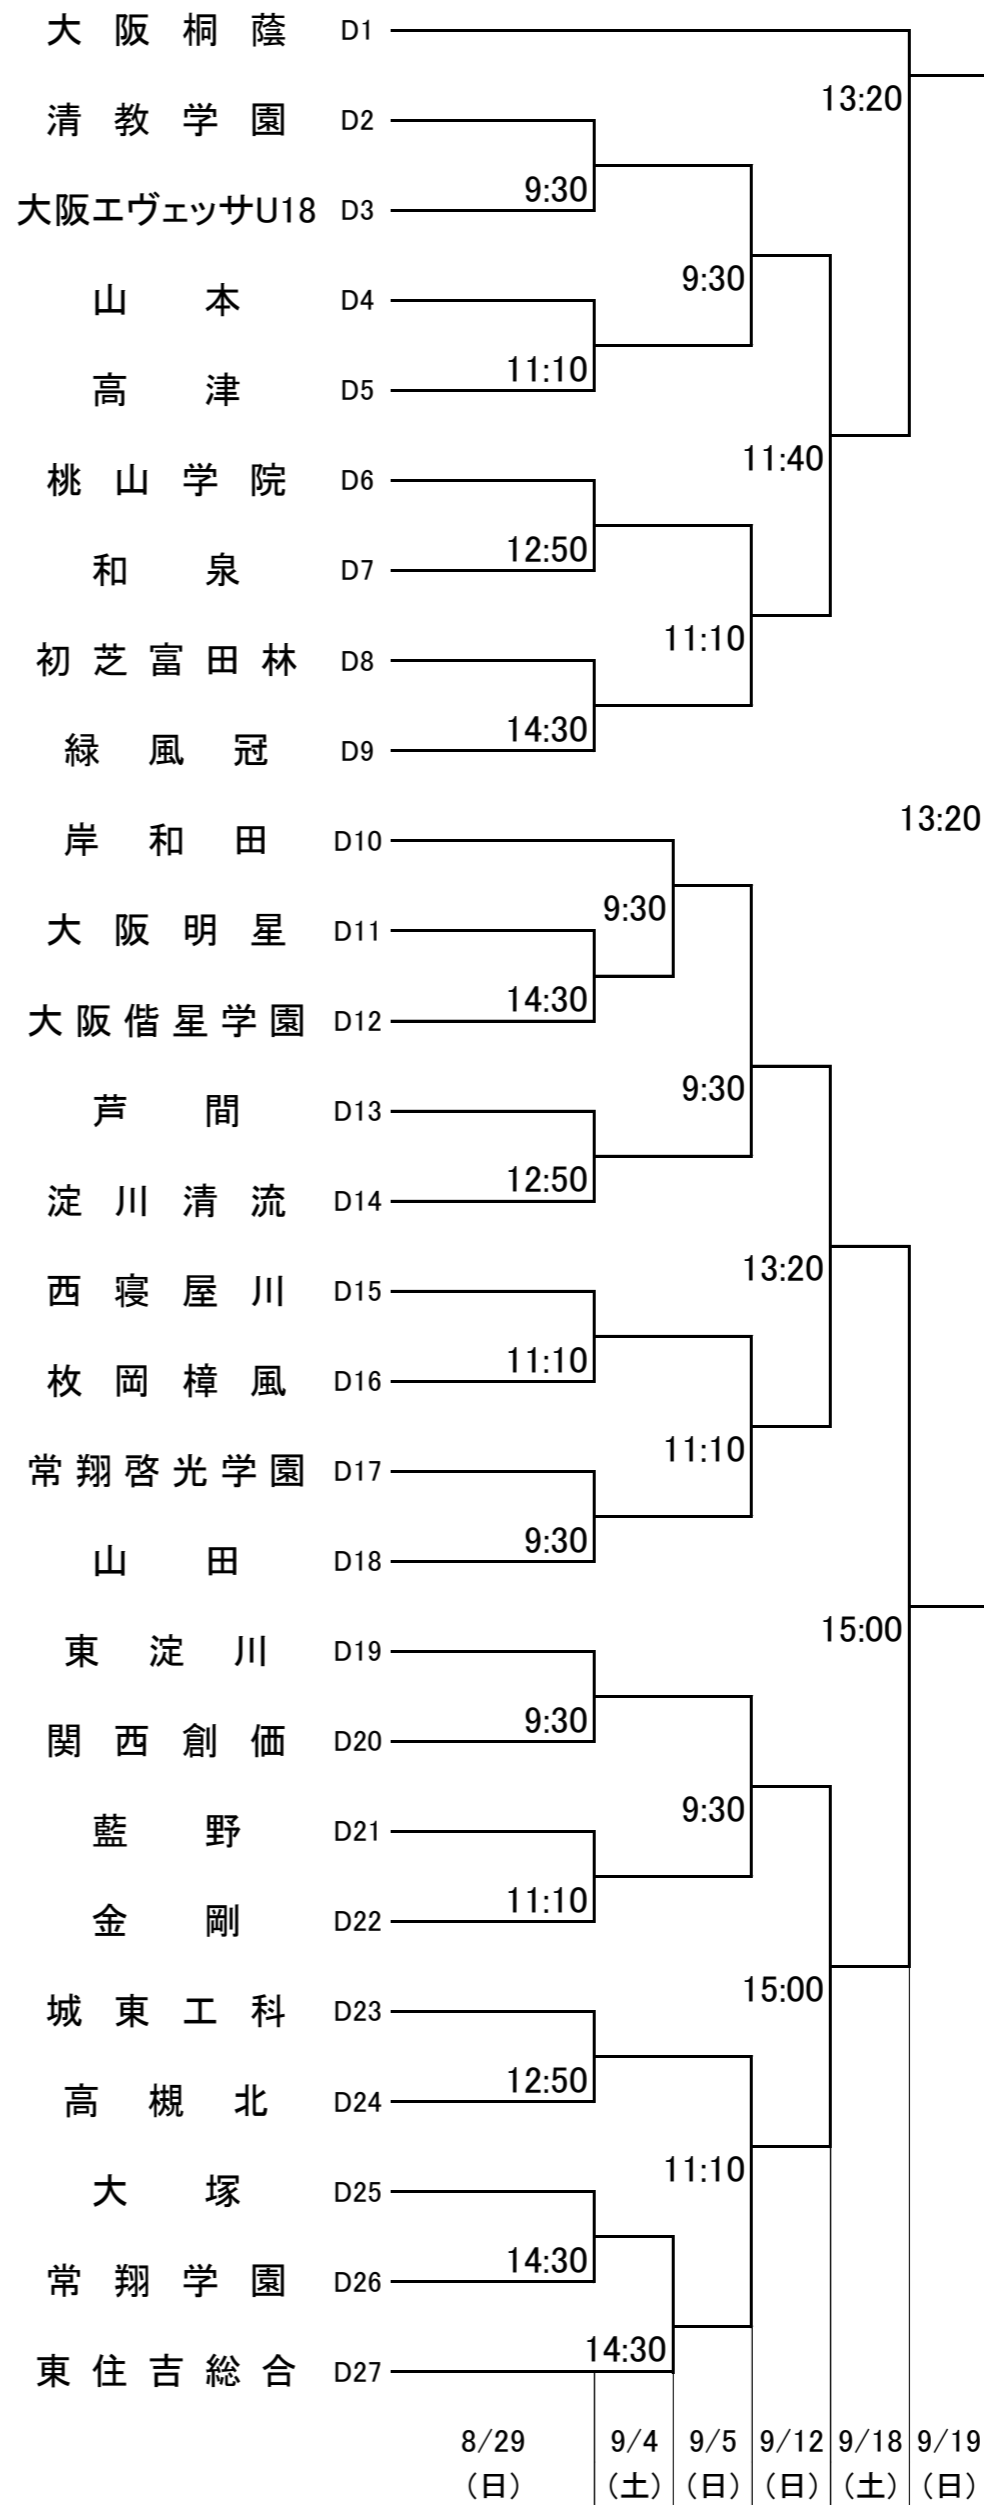 大阪桐蔭 D1
13:20
清教学園 D2
9:30
大阪エヴェッサU18 D3
9:30
山本 D4
11:10
高津 D5
11:40
桃山学院 D6
12:50
和泉 D7
11:10
初芝富田林 D8
14:30
緑風冠 D9
13:20
岸和田 D10
9:30
大阪明星 D11
14:30
大阪偕星学園 D12
9:30
芦間 D13
12:50
淀川清流 D14
13:20
西寝屋川 D15
11:10
枚岡樟風 D16
11:10
常翔啓光学園 D17
9:30
山田 D18
15:00
東淀川 D19
9:30
関西創価 D20
9:30
藍野 D21
11:10
金剛 D22
15:00
城東工科 D23
12:50
高槻北 D24
11:10
大塚 D25
14:30
常翔学園 D26
14:30
東住吉総合 D27
8/29 9/4 9/5 9/12 9/18 9/19
（日） （土） （日） （日） （土） （日）